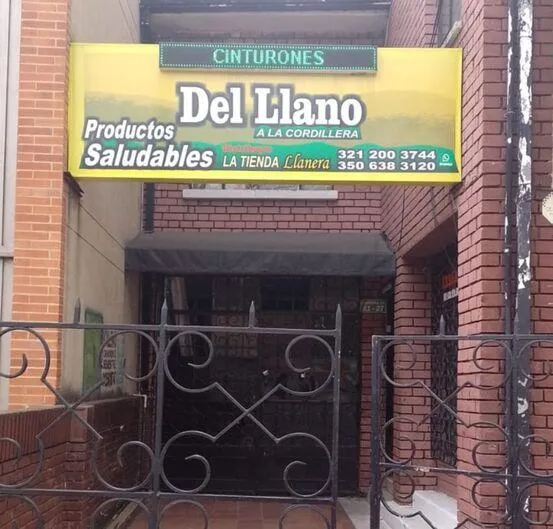 CINTURONES
Del Llano
A LA CORDILLERA
Productos
Saludables
LA TIENDA Llanera
321 200 3744
350 638 3120